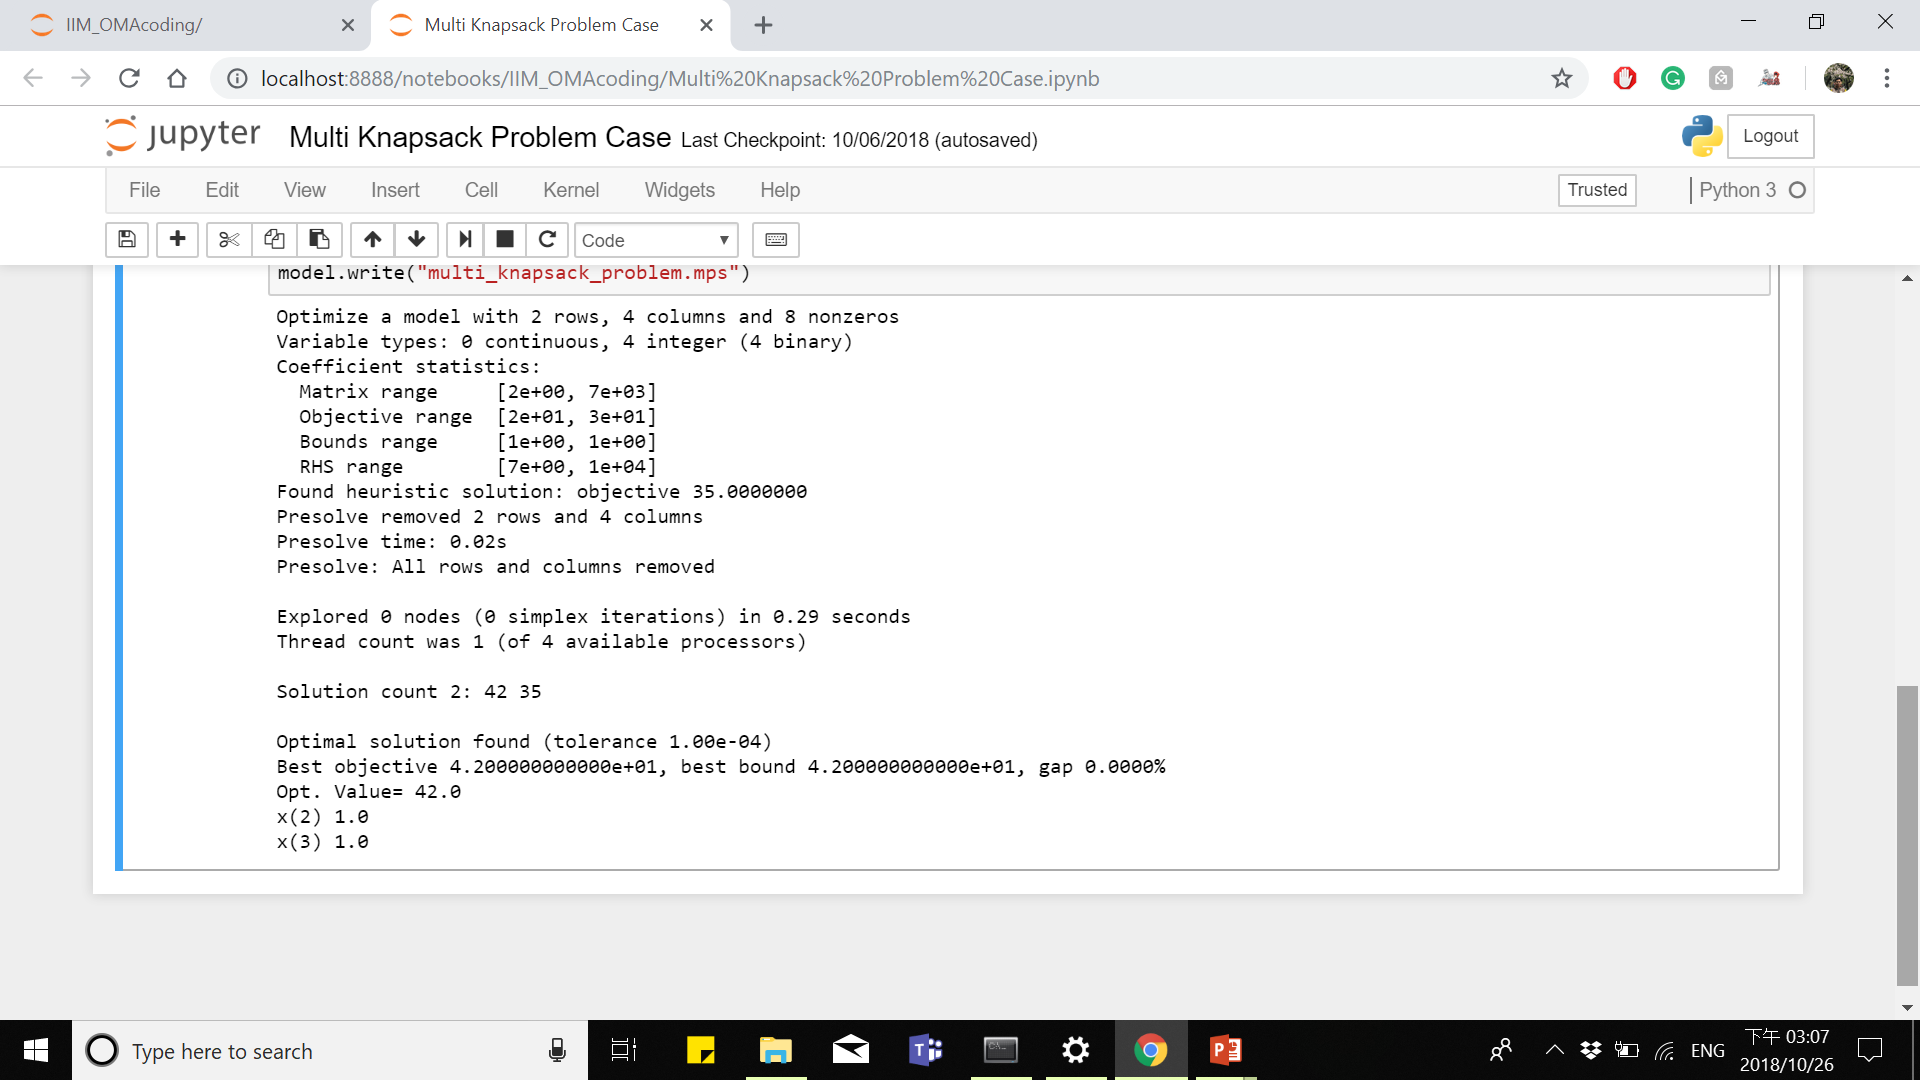 IIM_OMAcoding/
Multi Knapsack Problem Case
localhost:8888/notebooks/IIM_OMAcoding/Multi%20Knapsack%20Problem%20Case.ipynb
jupyter Multi Knapsack Problem Case Last Checkpoint: 10/06/2018 (autosaved)
Logout
File Edit View Insert Cell Kernel Widgets Help
Trusted
Python 3
Code
model.write("multi_knapsack_problem.mps")
Optimize a model with 2 rows, 4 columns and 8 nonzeros
Variable types: 0 continuous, 4 integer (4 binary)
Coefficient statistics:
  Matrix range     [2e+00, 7e+03]
  Objective range  [2e+01, 3e+01]
  Bounds range     [1e+00, 1e+00]
  RHS range        [7e+00, 1e+04]
Found heuristic solution: objective 35.0000000
Presolve removed 2 rows and 4 columns
Presolve time: 0.02s
Presolve: All rows and columns removed
Explored 0 nodes (0 simplex iterations) in 0.29 seconds
Thread count was 1 (of 4 available processors)
Solution count 2: 42 35
Optimal solution found (tolerance 1.00e-04)
Best objective 4.200000000000e+01, best bound 4.200000000000e+01, gap 0.0000%
Opt. Value= 42.0
x(2) 1.0
x(3) 1.0
Type here to search
ENG
下午 03:07
2018/10/26